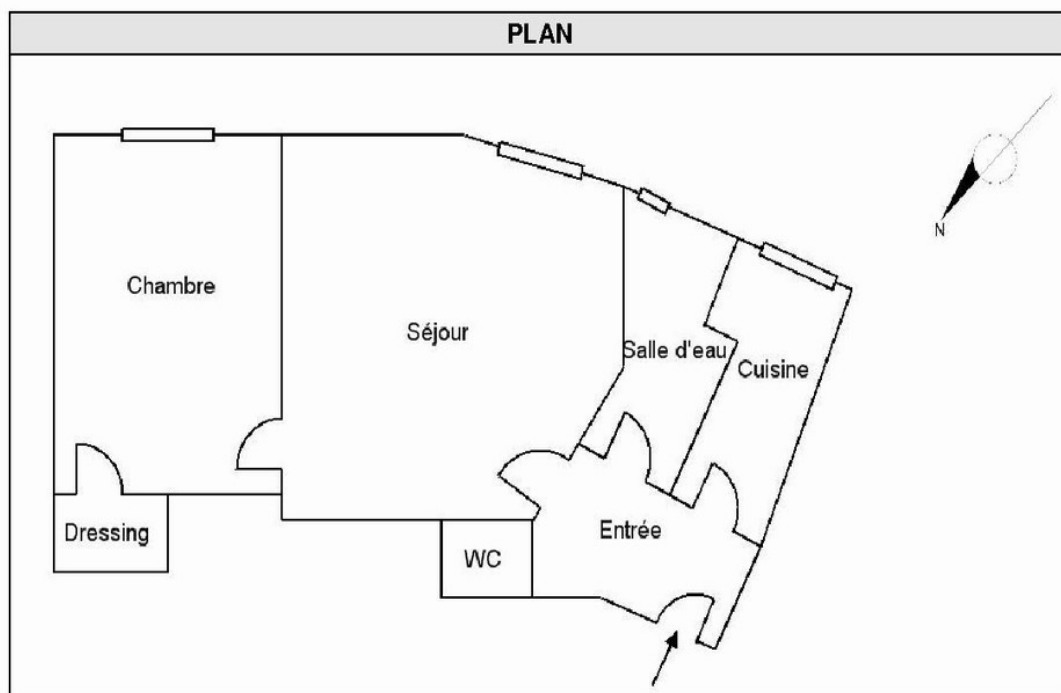 PLAN
N
Chambre
Séjour
Salle d'eau
Cuisine
Dressing
WC
Entrée